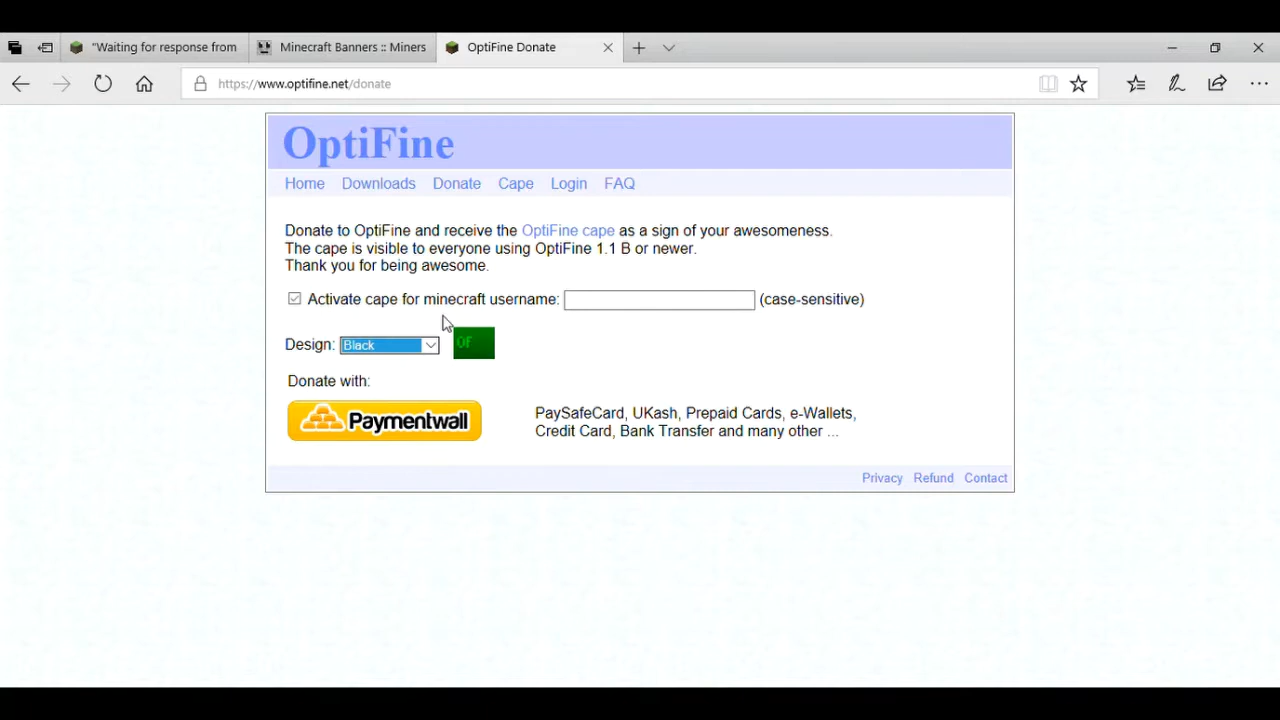 "Waiting for response from
Minecraft Banners :: Miners
OptiFine Donate
https://www.optifine.net/donate
OptiFine
Home Downloads Donate Cape Login FAQ
Donate to OptiFine and receive the OptiFine cape as a sign of your awesomeness.
The cape is visible to everyone using OptiFine 1.1 B or newer.
Thank you for being awesome.
Activate cape for minecraft username: (case-sensitive)
Design: Black OF
Donate with:
Paymentwall
PaySafeCard, UKash, Prepaid Cards, e-Wallets,
Credit Card, Bank Transfer and many other ...
Privacy Refund Contact